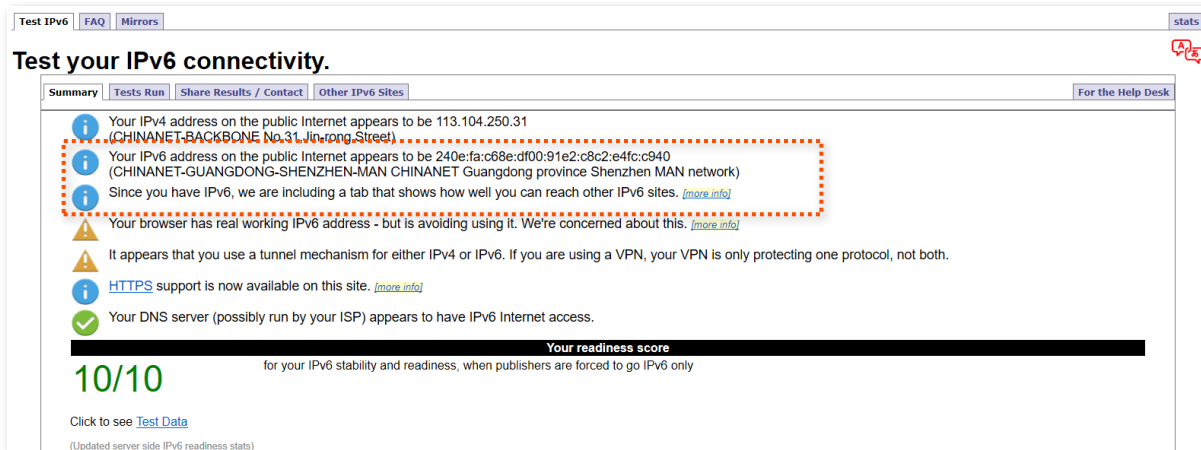 Test IPv6 FAQ Mirrors stats
Test your IPv6 connectivity.
Summary Tests Run Share Results / Contact Other IPv6 Sites For the Help Desk
Your IPv4 address on the public Internet appears to be 113.104.250.31
(CHINANET-BACKBONE No.31,Jin-rong Street)
Your IPv6 address on the public Internet appears to be 240e:fa:c68e:df00:91e2:c8c2:e4fc:c940
(CHINANET-GUANGDONG-SHENZHEN-MAN CHINANET Guangdong province Shenzhen MAN network)
Since you have IPv6, we are including a tab that shows how well you can reach other IPv6 sites. [more info]
Your browser has real working IPv6 address - but is avoiding using it. We're concerned about this. [more info]
It appears that you use a tunnel mechanism for either IPv4 or IPv6. If you are using a VPN, your VPN is only protecting one protocol, not both.
HTTPS support is now available on this site. [more info]
Your DNS server (possibly run by your ISP) appears to have IPv6 Internet access.
Your readiness score
10/10 for your IPv6 stability and readiness, when publishers are forced to go IPv6 only
Click to see Test Data
(Updated server side IPv6 readiness stats)